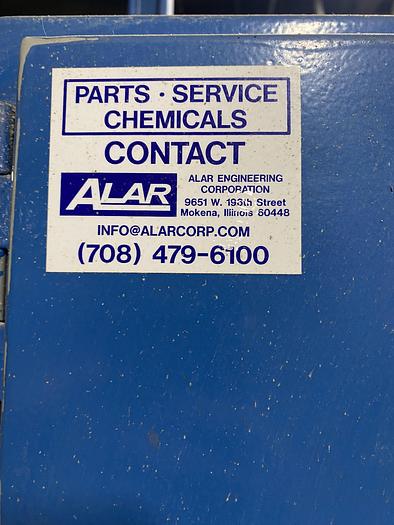 PARTS · SERVICE
CHEMICALS
CONTACT
ALAR
ALAR ENGINEERING
CORPORATION
9651 W. 196th Street
Mokena, Illinois 60448
INFO@ALARCORP.COM
(708) 479-6100